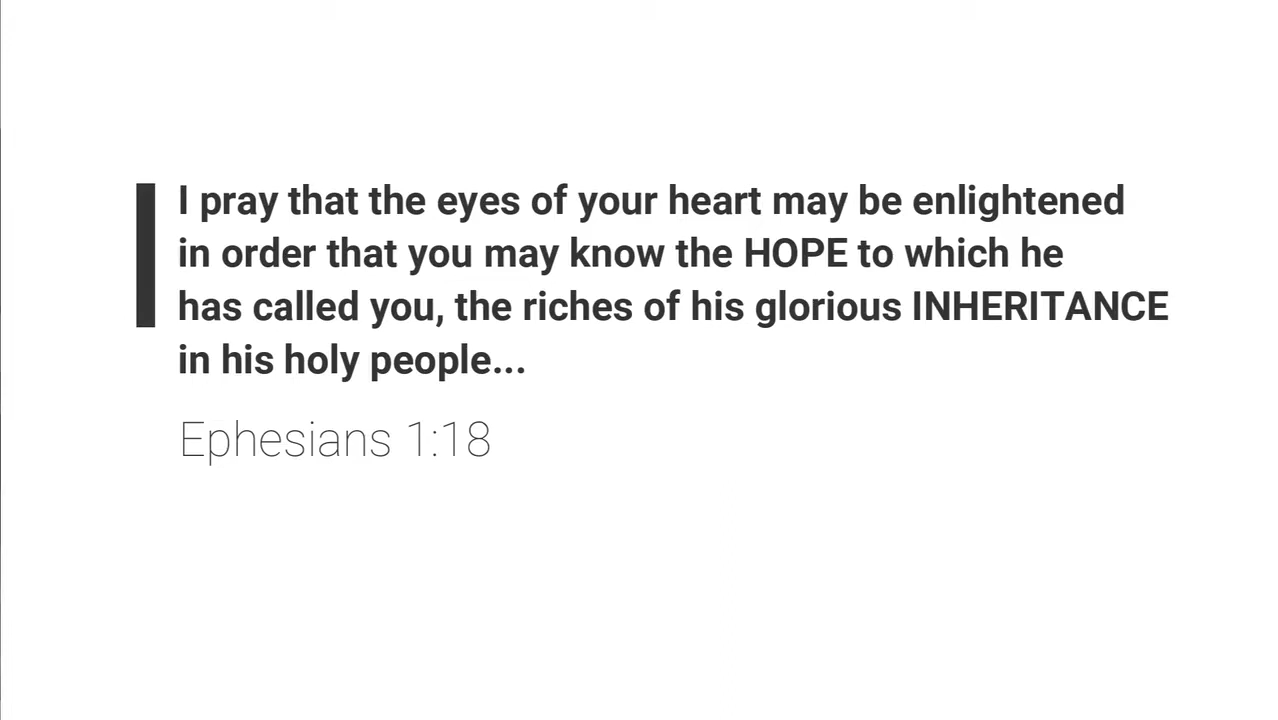 I pray that the eyes of your heart may be enlightened
in order that you may know the HOPE to which he
has called you, the riches of his glorious INHERITANCE
in his holy people...
Ephesians 1:18